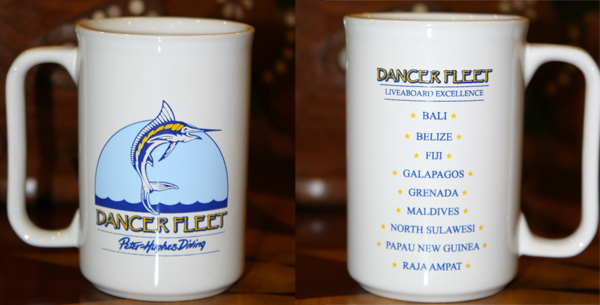 DANCER FLEET
Peter Hughes Diving
DANCER FLEET
LIVEABOARD EXCELLENCE
BALI
BELIZE
FIJI
GALAPAGOS
GRENADA
MALDIVES
NORTH SULAWESI
PAPAU NEW GUINEA
RAJA AMPAT